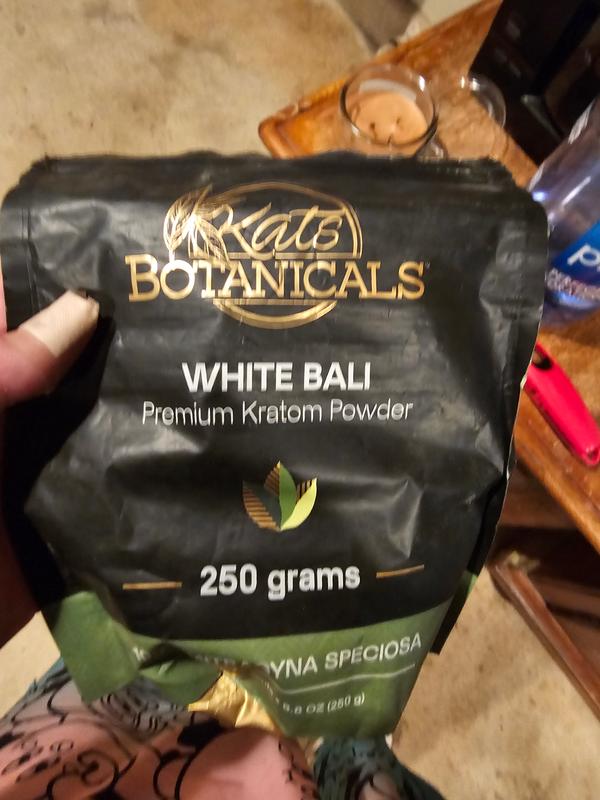 Kats
BOTANICALS
WHITE BALI
Premium Kratom Powder
250 grams
SPECIOSA
OZ (250 g)